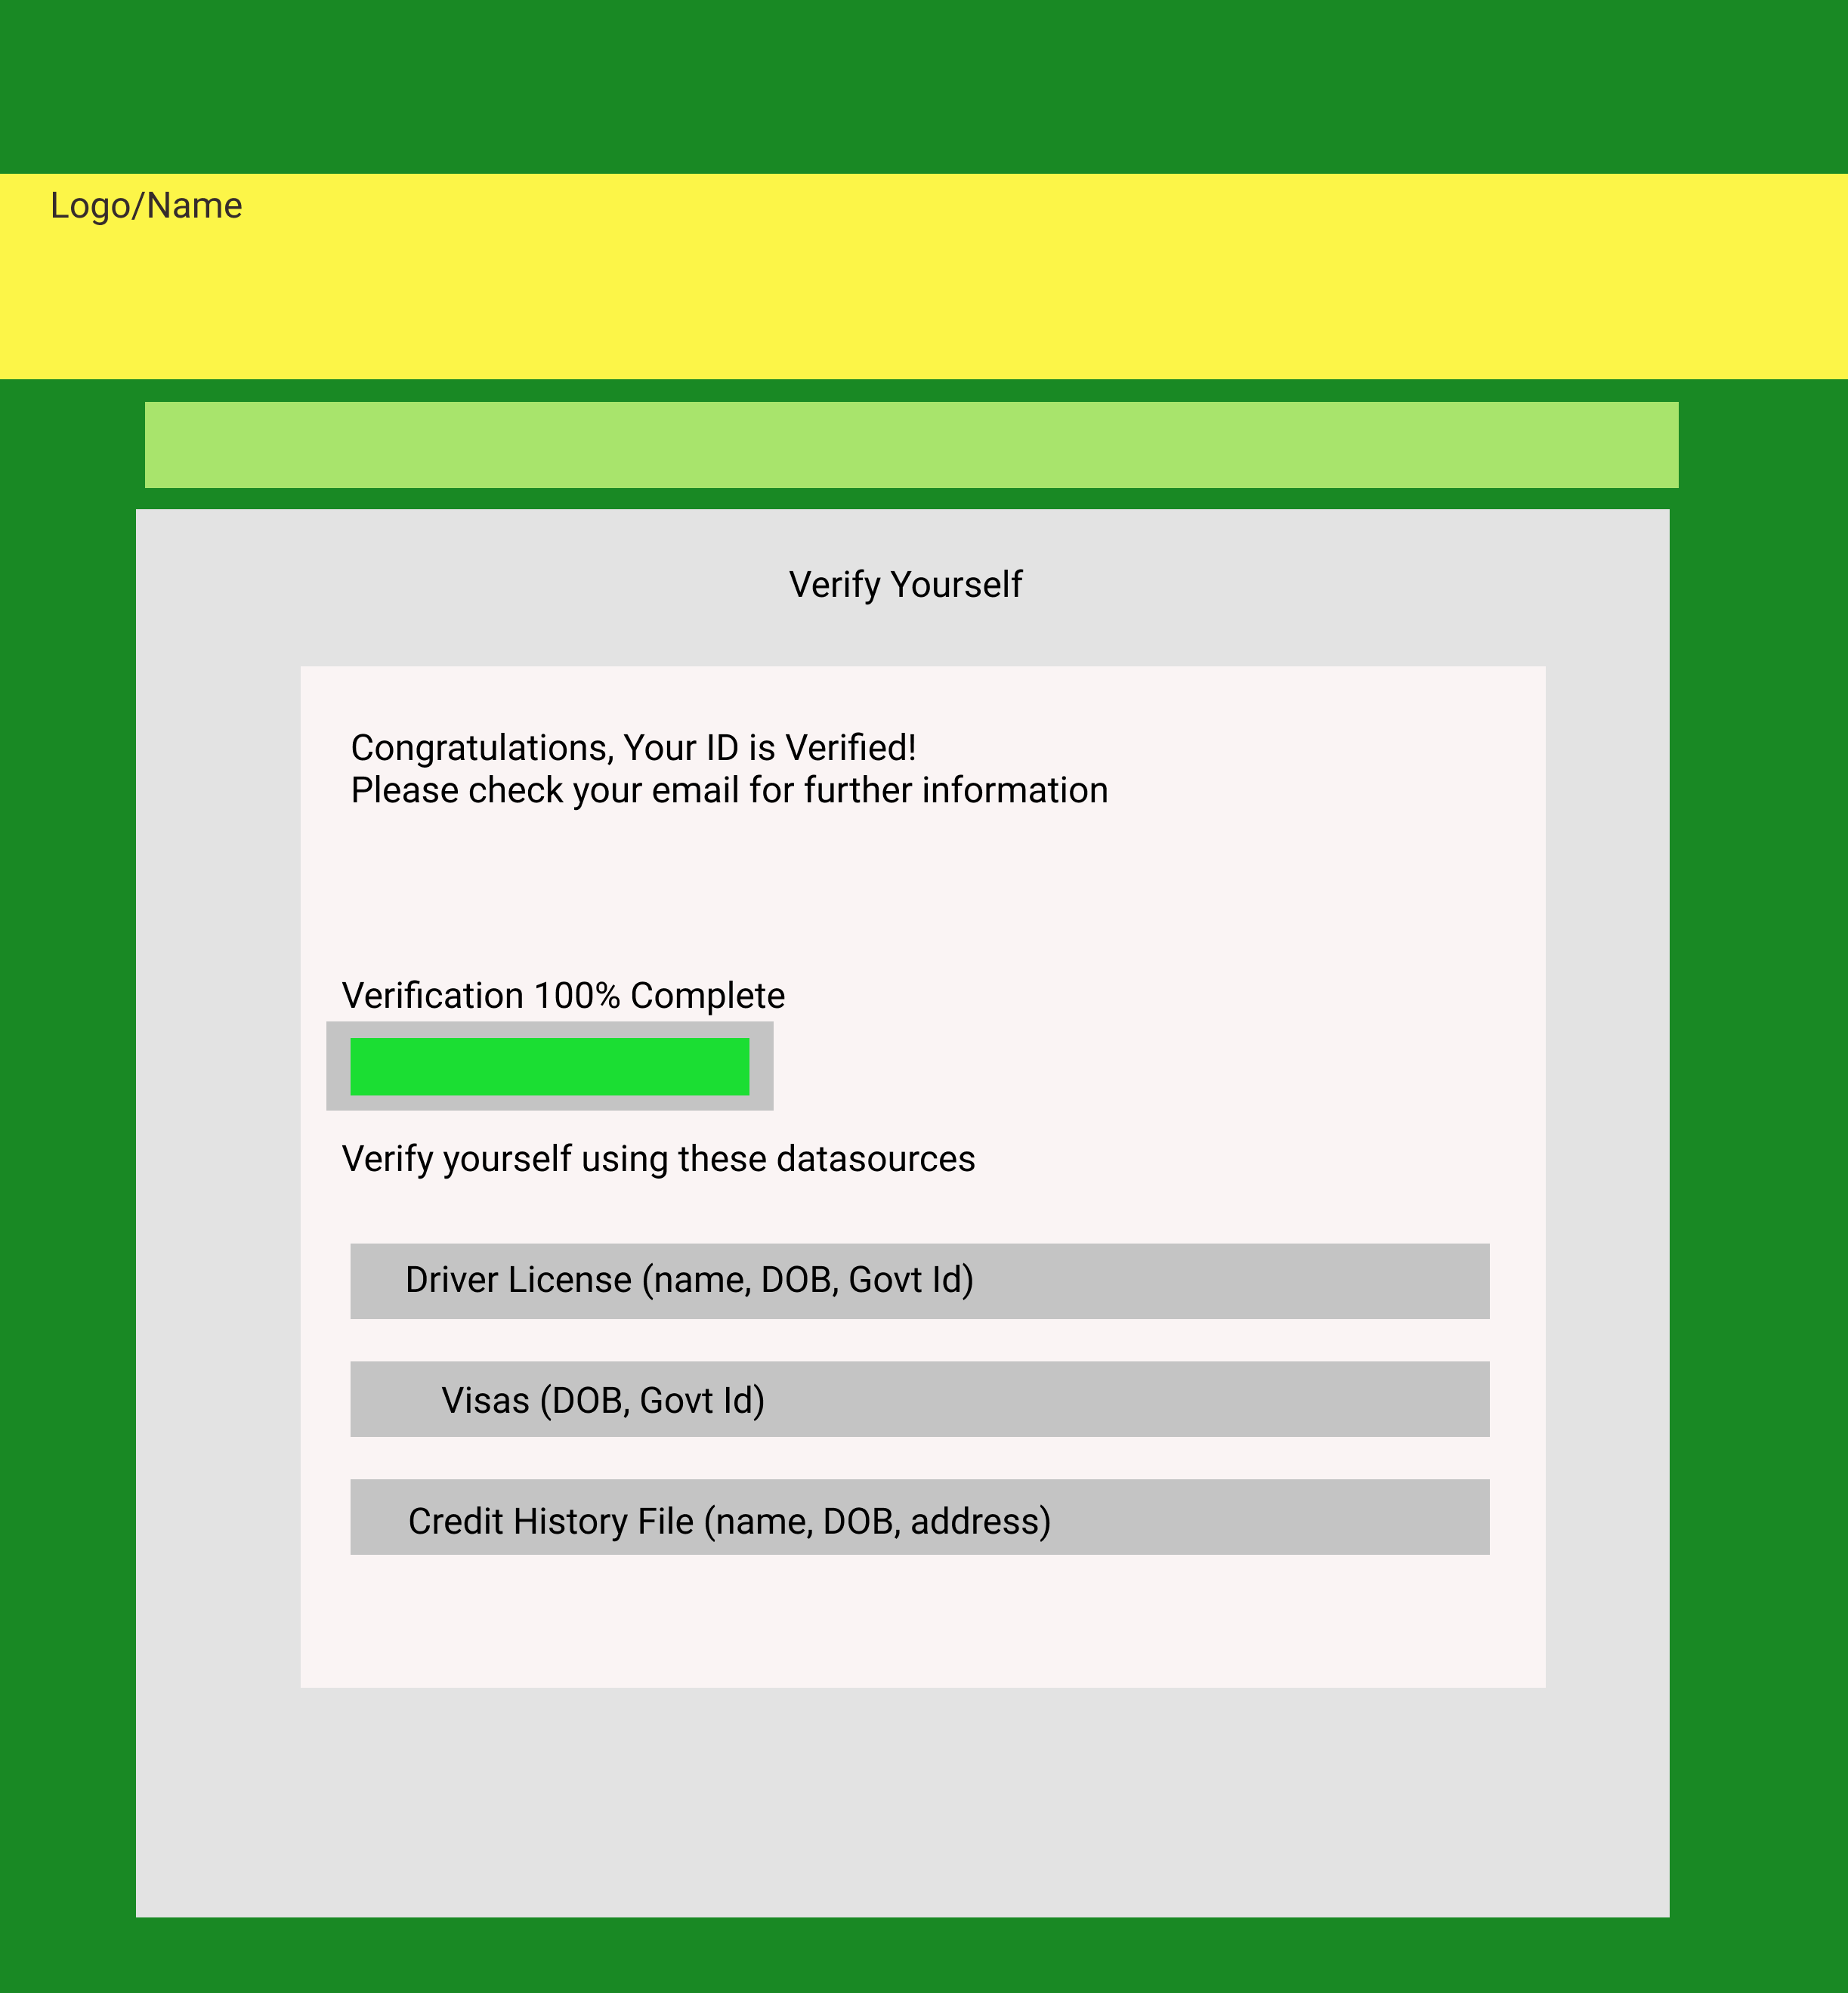 Logo/Name
Verify Yourself
Congratulations, Your ID is Verified!
Please check your email for further information
Verification 100% Complete
Verify yourself using these datasources
Driver License (name, DOB, Govt Id)
Visas (DOB, Govt Id)
Credit History File (name, DOB, address)